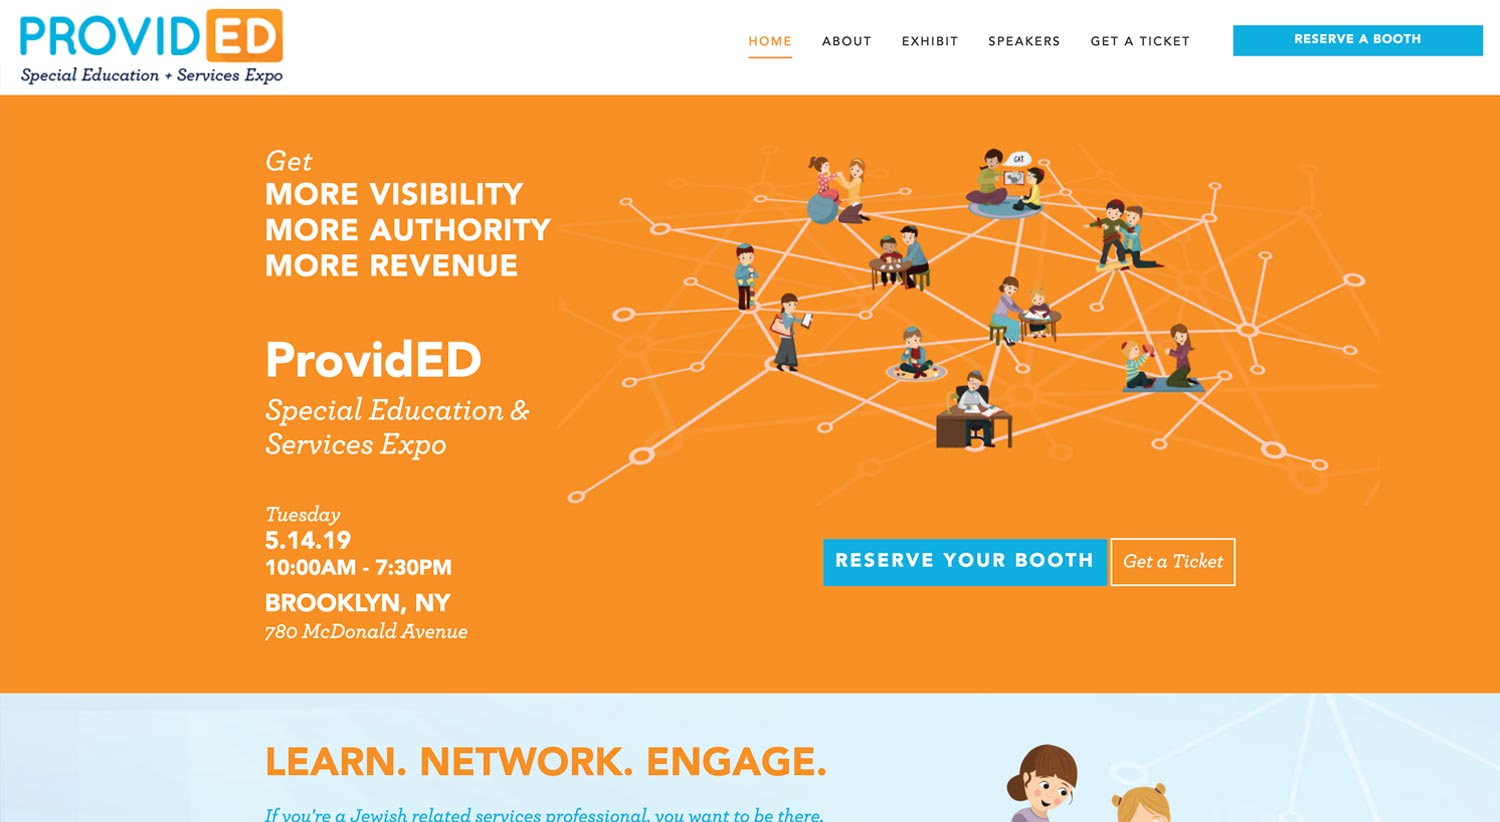 PROVIDED
Special Education + Services Expo
HOME ABOUT EXHIBIT SPEAKERS GET A TICKET RESERVE A BOOTH
Get
MORE VISIBILITY
MORE AUTHORITY
MORE REVENUE
CAT
ProvidED
Special Education &
Services Expo
Tuesday
5.14.19
10:00AM - 7:30PM
BROOKLYN, NY
780 McDonald Avenue
RESERVE YOUR BOOTH Get a Ticket
LEARN. NETWORK. ENGAGE.
If you're a Jewish related services professional, you want to be there.